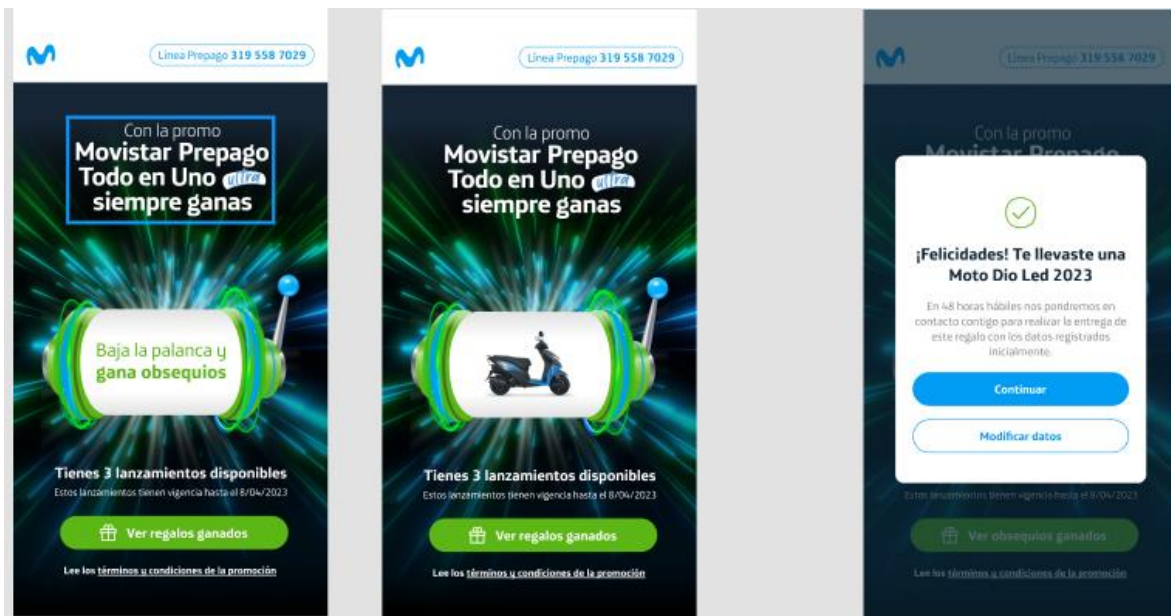 Línea Prepago 319 558 7029
Con la promo
Movistar Prepago
Todo en Uno ultra
siempre ganas
Baja la palanca y
gana obsequios
Tienes 3 lanzamientos disponibles
Estos lanzamientos tienen vigencia hasta el 8/04/2023
Ver regalos ganados
Lee los términos y condiciones de la promoción
Línea Prepago 319 558 7029
Con la promo
Movistar Prepago
Todo en Uno ultra
siempre ganas
Tienes 3 lanzamientos disponibles
Estos lanzamientos tienen vigencia hasta el 8/04/2023
Ver regalos ganados
Lee los términos y condiciones de la promoción
Línea Prepago 319 558 7029
Con la promo
Movistar Prepago
¡Felicidades! Te llevaste una
Moto Dio Led 2023
En 48 horas hábiles nos pondremos en
contacto contigo para realizar la entrega de
este regalo con los datos registrados
inicialmente.
Continuar
Modificar datos
Estos lanzamientos tienen vigencia hasta el 8/04/2023
Ver obsequios ganados
Lee los términos y condiciones de la promoción